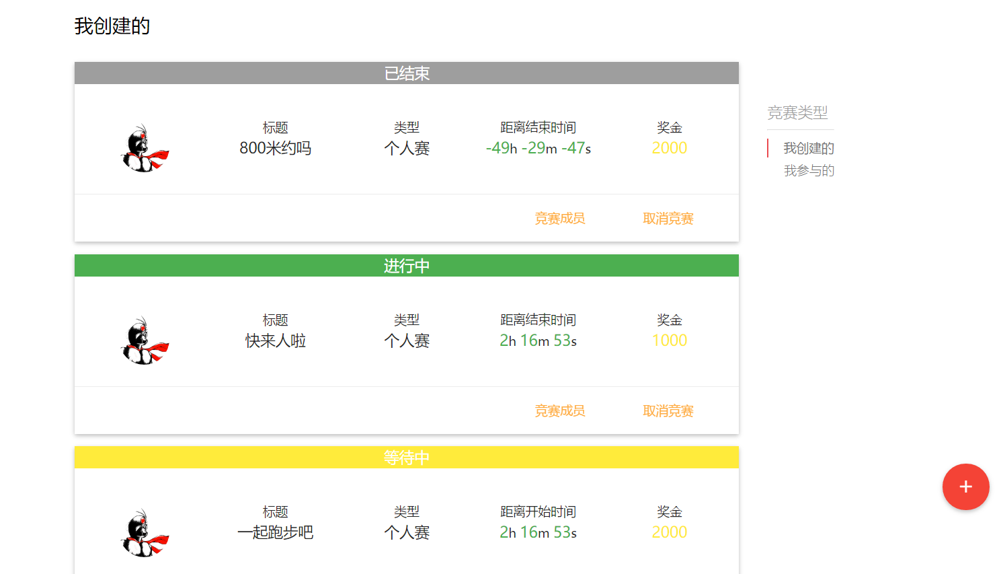 我创建的
已结束
标题 类型 距离结束时间 奖金
800米约吗 个人赛 -49h -29m -47s 2000
竞赛成员 取消竞赛
进行中
标题 类型 距离结束时间 奖金
快来人啦 个人赛 2h 16m 53s 1000
竞赛成员 取消竞赛
等待中
标题 类型 距离开始时间 奖金
一起跑步吧 个人赛 2h 16m 53s 2000
竞赛类型
我创建的
我参与的
+